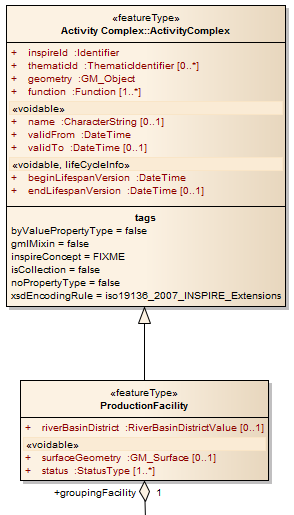 «featureType»
Activity Complex::ActivityComplex
+ inspireId :Identifier
+ thematicId :ThematicIdentifier [0..*]
+ geometry :GM_Object
+ function :Function [1..*]
«voidable»
+ name :CharacterString [0..1]
+ validFrom :DateTime
+ validTo :DateTime [0..1]
«voidable, lifeCycleInfo»
+ beginLifespanVersion :DateTime
+ endLifespanVersion :DateTime [0..1]
tags
byValuePropertyType = false
gmlMixin = false
inspireConcept = FIXME
isCollection = false
noPropertyType = false
xsdEncodingRule = iso19136_2007_INSPIRE_Extensions
«featureType»
ProductionFacility
+ riverBasinDistrict :RiverBasinDistrictValue [0..1]
«voidable»
+ surfaceGeometry :GM_Surface [0..1]
+ status :StatusType [1..*]
+groupingFacility 1